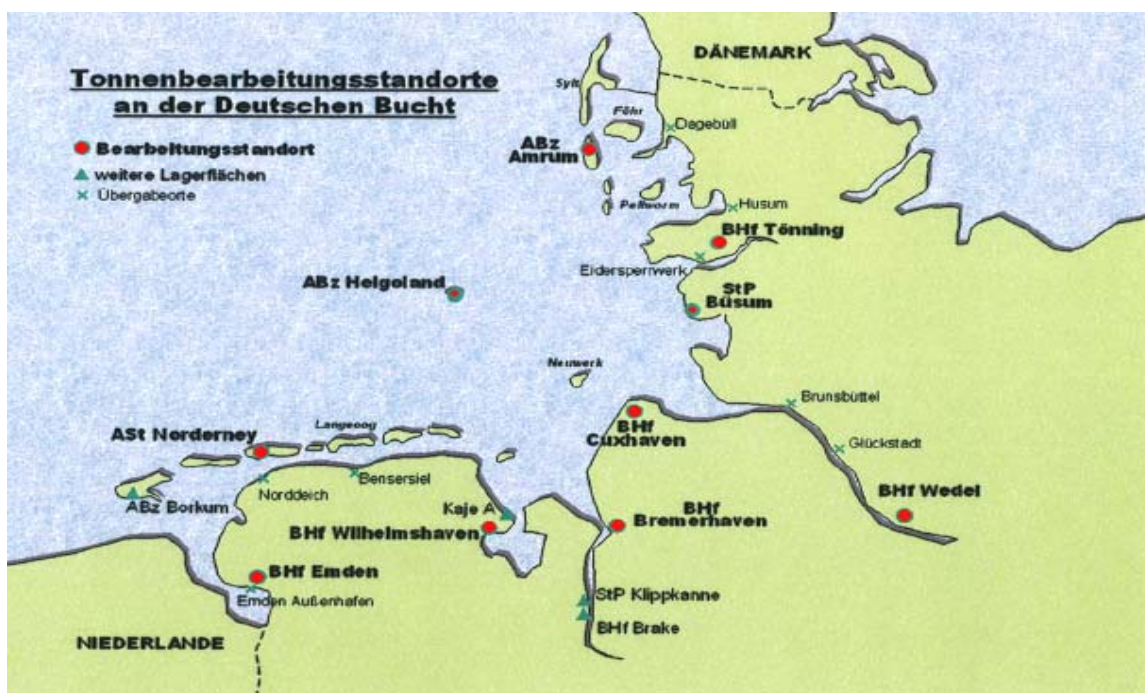 DÄNEMARK
Tonnenbearbeitungsstandorte
an der Deutschen Bucht
Sylt
Föhr
Dagebüll
Bearbeitungsstandort
ABz
Amrum
weitere Lagerflächen
Übergabeorte
Pellworm
Husum
BHf Tönning
Eidersperrwerk
ABz Helgoland
StP
Büsum
Neuwerk
Brunsbüttel
BHf
Cuxhaven
Langeoog
ASt Norderney
Glückstadt
Bensersiel
Norddeich
BHf Wedel
ABz Borkum
Kaje A
BHf
Bremerhaven
BHf Wilhelmshaven
BHf Emden
Emden Außenhafen
StP Klippkanne
BHf Brake
NIEDERLANDE